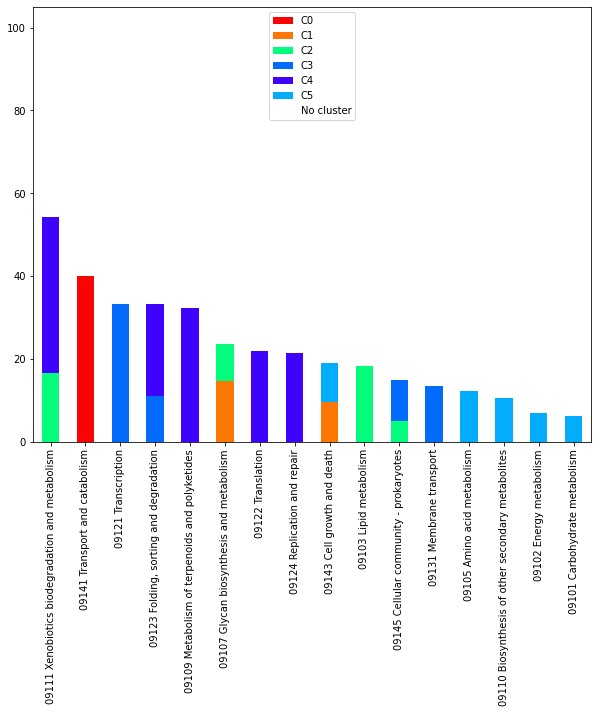 C0
C1
C2
C3
C4
C5
No cluster
100
80
60
40
20
0
09111 Xenobiotics biodegradation and metabolism
09141 Transport and catabolism
09121 Transcription
09123 Folding, sorting and degradation
09109 Metabolism of terpenoids and polyketides
09107 Glycan biosynthesis and metabolism
09122 Translation
09124 Replication and repair
09143 Cell growth and death
09103 Lipid metabolism
09145 Cellular community - prokaryotes
09131 Membrane transport
09105 Amino acid metabolism
09110 Biosynthesis of other secondary metabolites
09102 Energy metabolism
09101 Carbohydrate metabolism